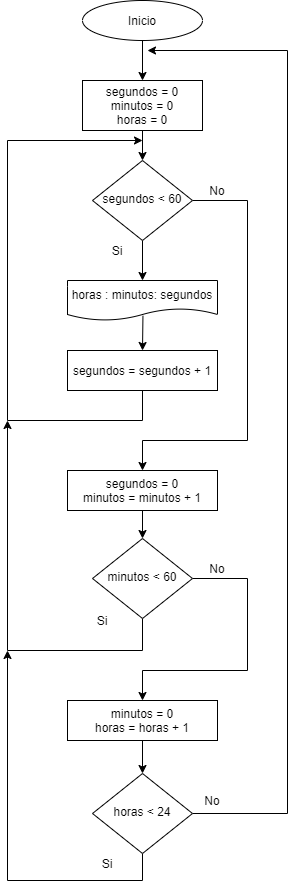 Inicio
segundos = 0
minutos = 0
horas = 0
segundos < 60
No
Si
horas : minutos: segundos
segundos = segundos + 1
segundos = 0
minutos = minutos + 1
minutos < 60
No
Si
minutos = 0
horas = horas + 1
horas < 24
No
Si